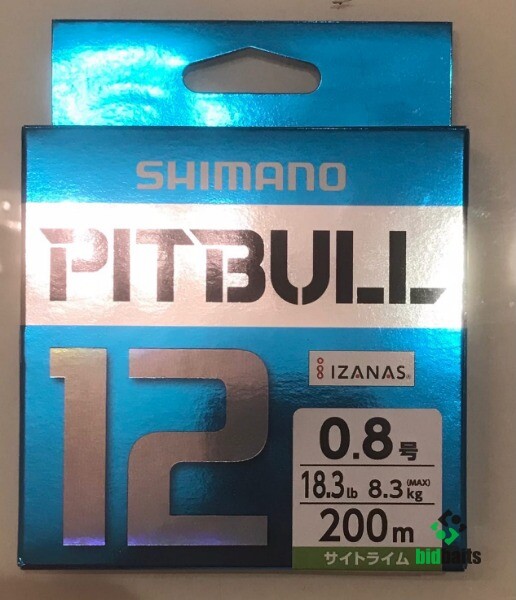 SHIMANO
PITBULL
12
IZANAS®
0.8号
18.3lb 8.3kg (MAX)
200m
サイトライム
bidbaits